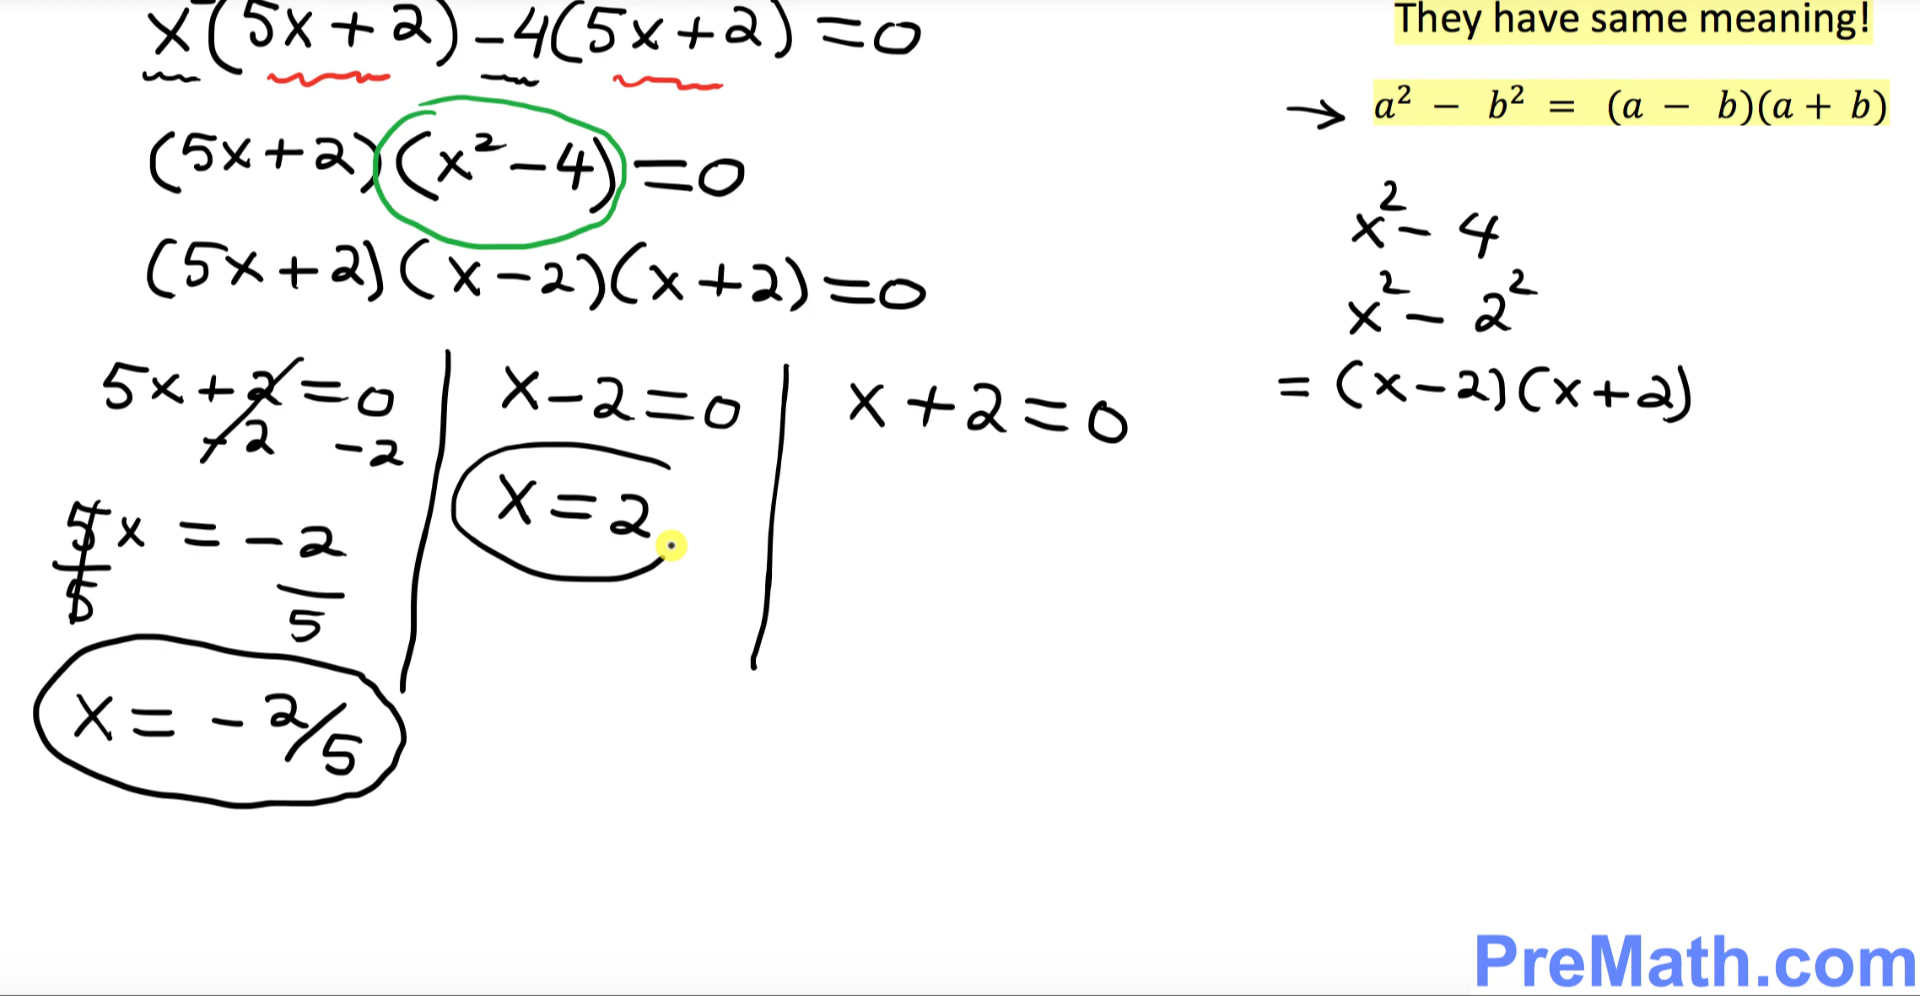 x²(5x+2)-4(5x+2)=0
(5x+2)(x²-4)=0
(5x+2)(x-2)(x+2)=0
5x+2=0
-2 -2
5x = -2
5 5
x = -2/5
x-2=0
x=2
x+2=0
They have same meaning!
→ a² − b² = (a − b)(a + b)
x²-4
x²-2²
=(x-2)(x+2)
PreMath.com